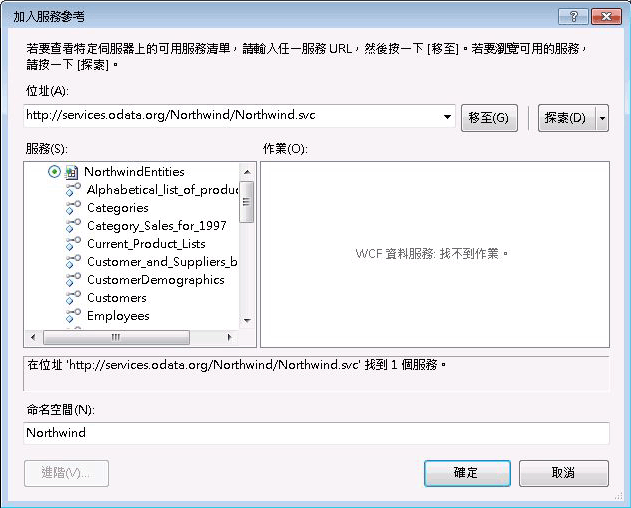 加入服務參考
若要查看特定伺服器上的可用服務清單，請輸入任一服務 URL，然後按一下 [移至]。若要瀏覽可用的服務，
請按一下 [探索]。
位址(A):
http://services.odata.org/Northwind/Northwind.svc
移至(G)
探索(D)
服務(S):
作業(O):
NorthwindEntities
Alphabetical_list_of_produc
Categories
Category_Sales_for_1997
Current_Product_Lists
Customer_and_Suppliers_b
CustomerDemographics
Customers
Employees
WCF 資料服務: 找不到作業。
在位址 'http://services.odata.org/Northwind/Northwind.svc' 找到 1 個服務。
命名空間(N):
Northwind
進階(V)...
確定
取消